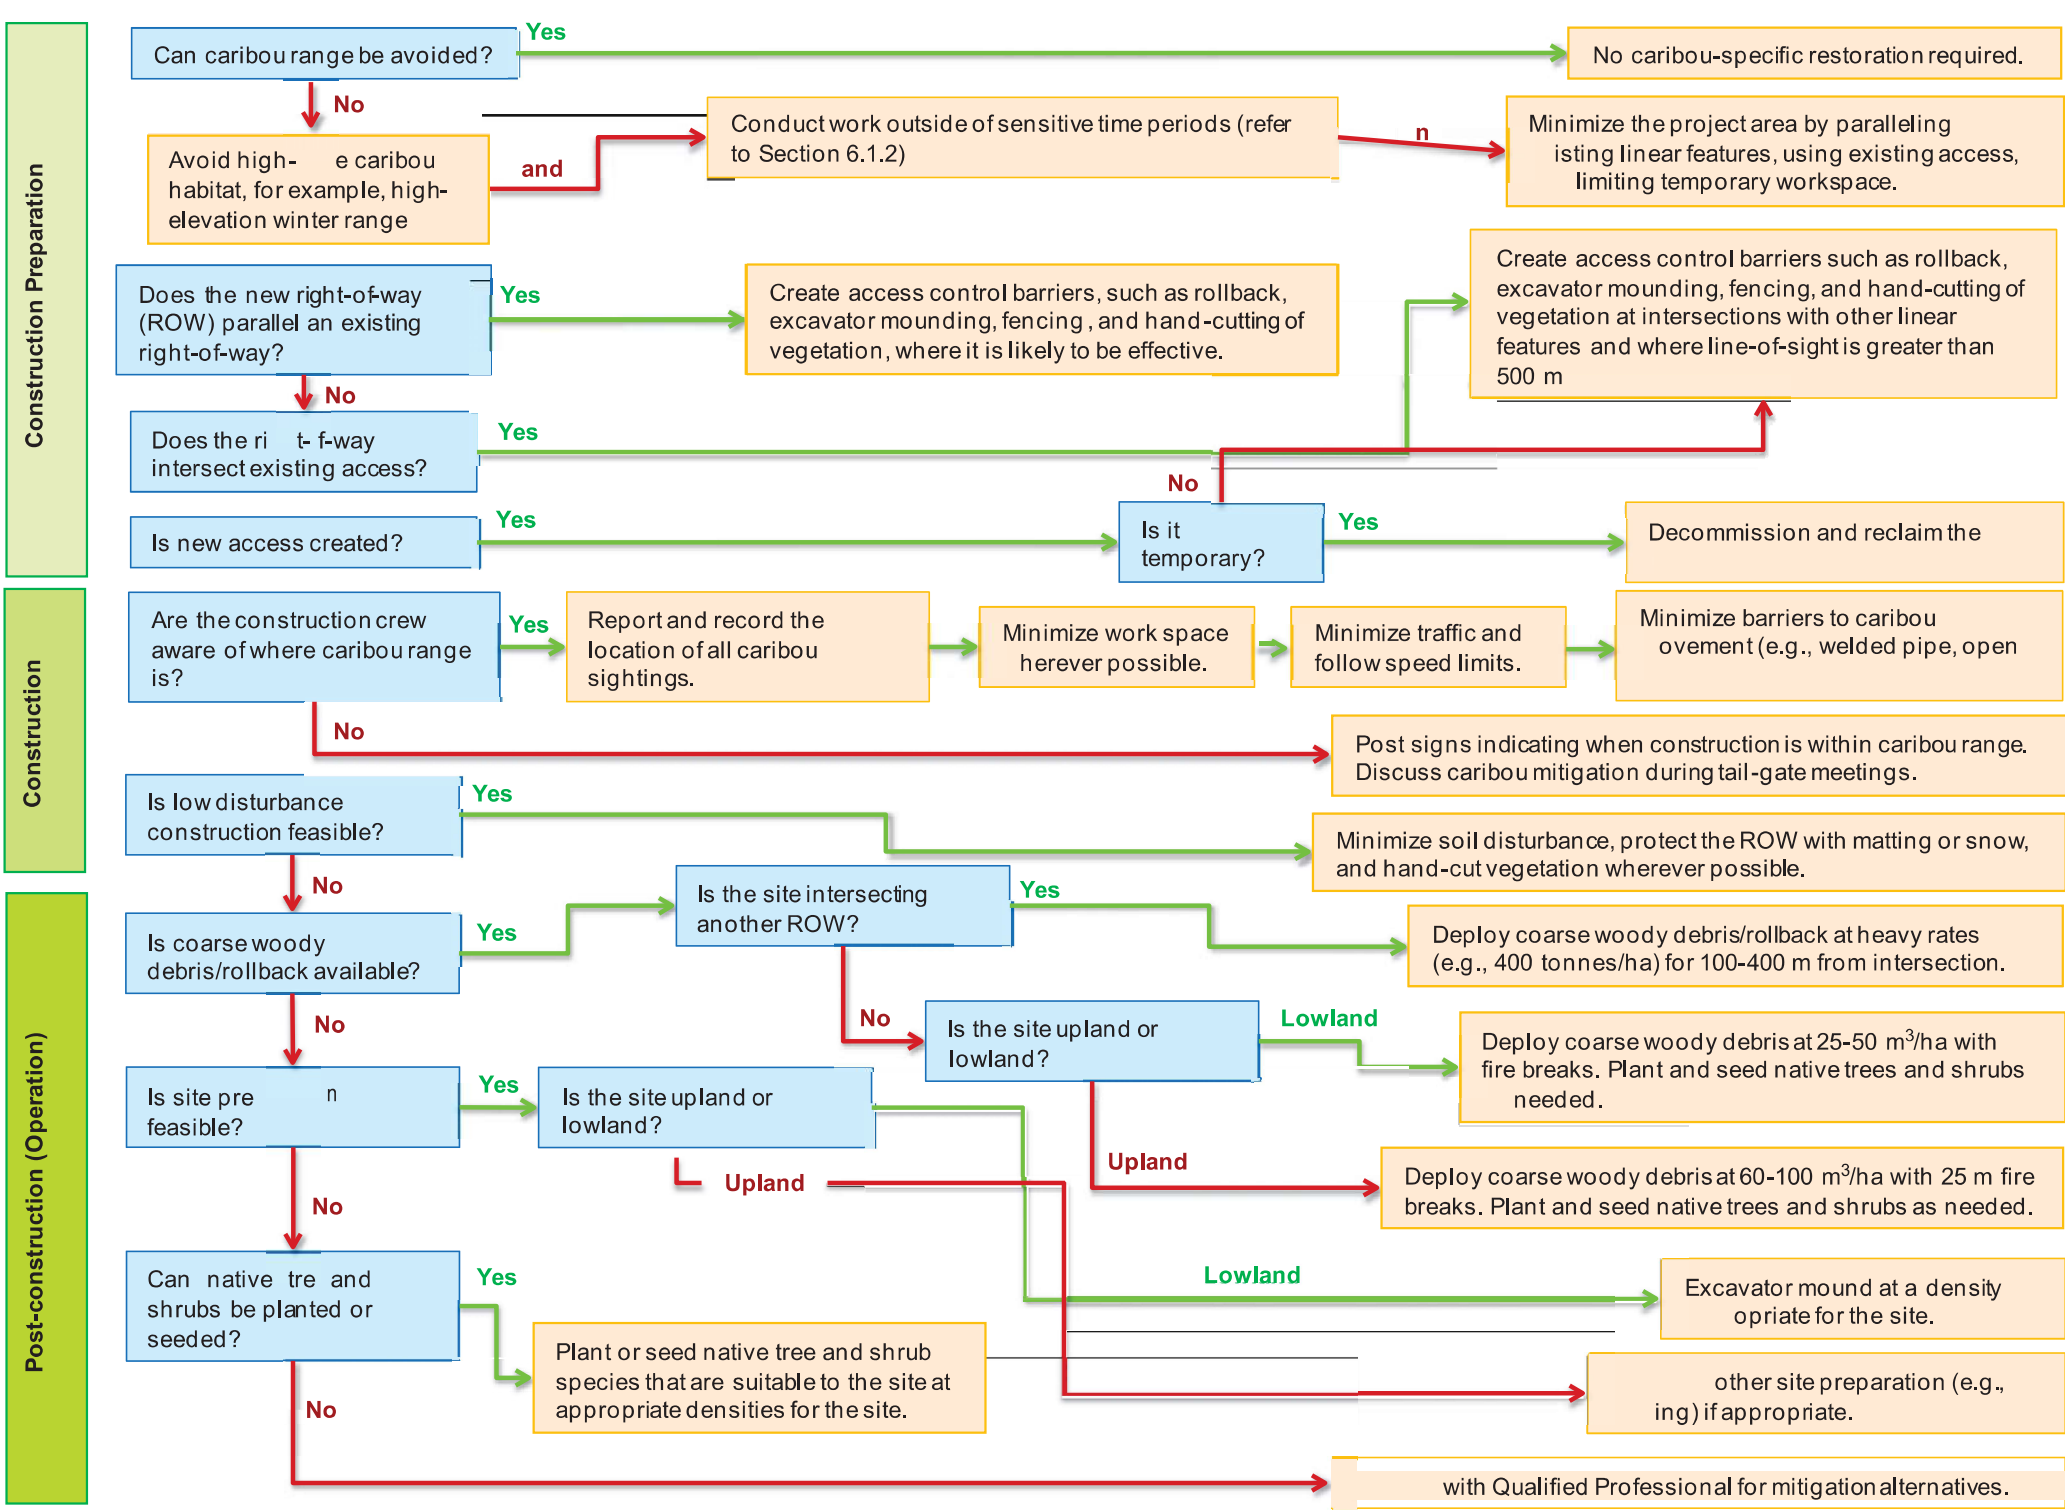 Construction Preparation
Can caribou range be avoided?
Yes
No caribou-specific restoration required.
No
Avoid high- e caribou
habitat, for example, high-
elevation winter range
and
Conduct work outside of sensitive time periods (refer
to Section 6.1.2)
n
Minimize the project area by paralleling
isting linear features, using existing access,
limiting temporary workspace.
Does the new right-of-way
(ROW) parallel an existing
right-of-way?
Yes
Create access control barriers, such as rollback,
excavator mounding, fencing, and hand-cutting of
vegetation, where it is likely to be effective.
Create access control barriers such as rollback,
excavator mounding, fencing, and hand-cutting of
vegetation at intersections with other linear
features and where line-of-sight is greater than
500 m
No
Does the ri t- f-way
intersect existing access?
Yes
No
Is new access created?
Yes
Is it
temporary?
Yes
Decommission and reclaim the
Construction
Are the construction crew
aware of where caribou range
is?
Yes
Report and record the
location of all caribou
sightings.
Minimize work space
herever possible.
Minimize traffic and
follow speed limits.
Minimize barriers to caribou
ovement (e.g., welded pipe, open
No
Post signs indicating when construction is within caribou range.
Discuss caribou mitigation during tail-gate meetings.
Is low disturbance
construction feasible?
Yes
Minimize soil disturbance, protect the ROW with matting or snow,
and hand-cut vegetation wherever possible.
No
Post-construction (Operation)
Is coarse woody
debris/rollback available?
Yes
Is the site intersecting
another ROW?
Yes
Deploy coarse woody debris/rollback at heavy rates
(e.g., 400 tonnes/ha) for 100-400 m from intersection.
No
No
Is the site upland or
lowland?
Lowland
Deploy coarse woody debris at 25-50 m³/ha with
fire breaks. Plant and seed native trees and shrubs
needed.
Is site pre n
feasible?
Yes
Is the site upland or
lowland?
Upland
Deploy coarse woody debris at 60-100 m³/ha with 25 m fire
breaks. Plant and seed native trees and shrubs as needed.
Upland
No
Lowland
Excavator mound at a density
opriate for the site.
Can native tre and
shrubs be planted or
seeded?
Yes
Plant or seed native tree and shrub
species that are suitable to the site at
appropriate densities for the site.
other site preparation (e.g.,
ing) if appropriate.
No
with Qualified Professional for mitigation alternatives.